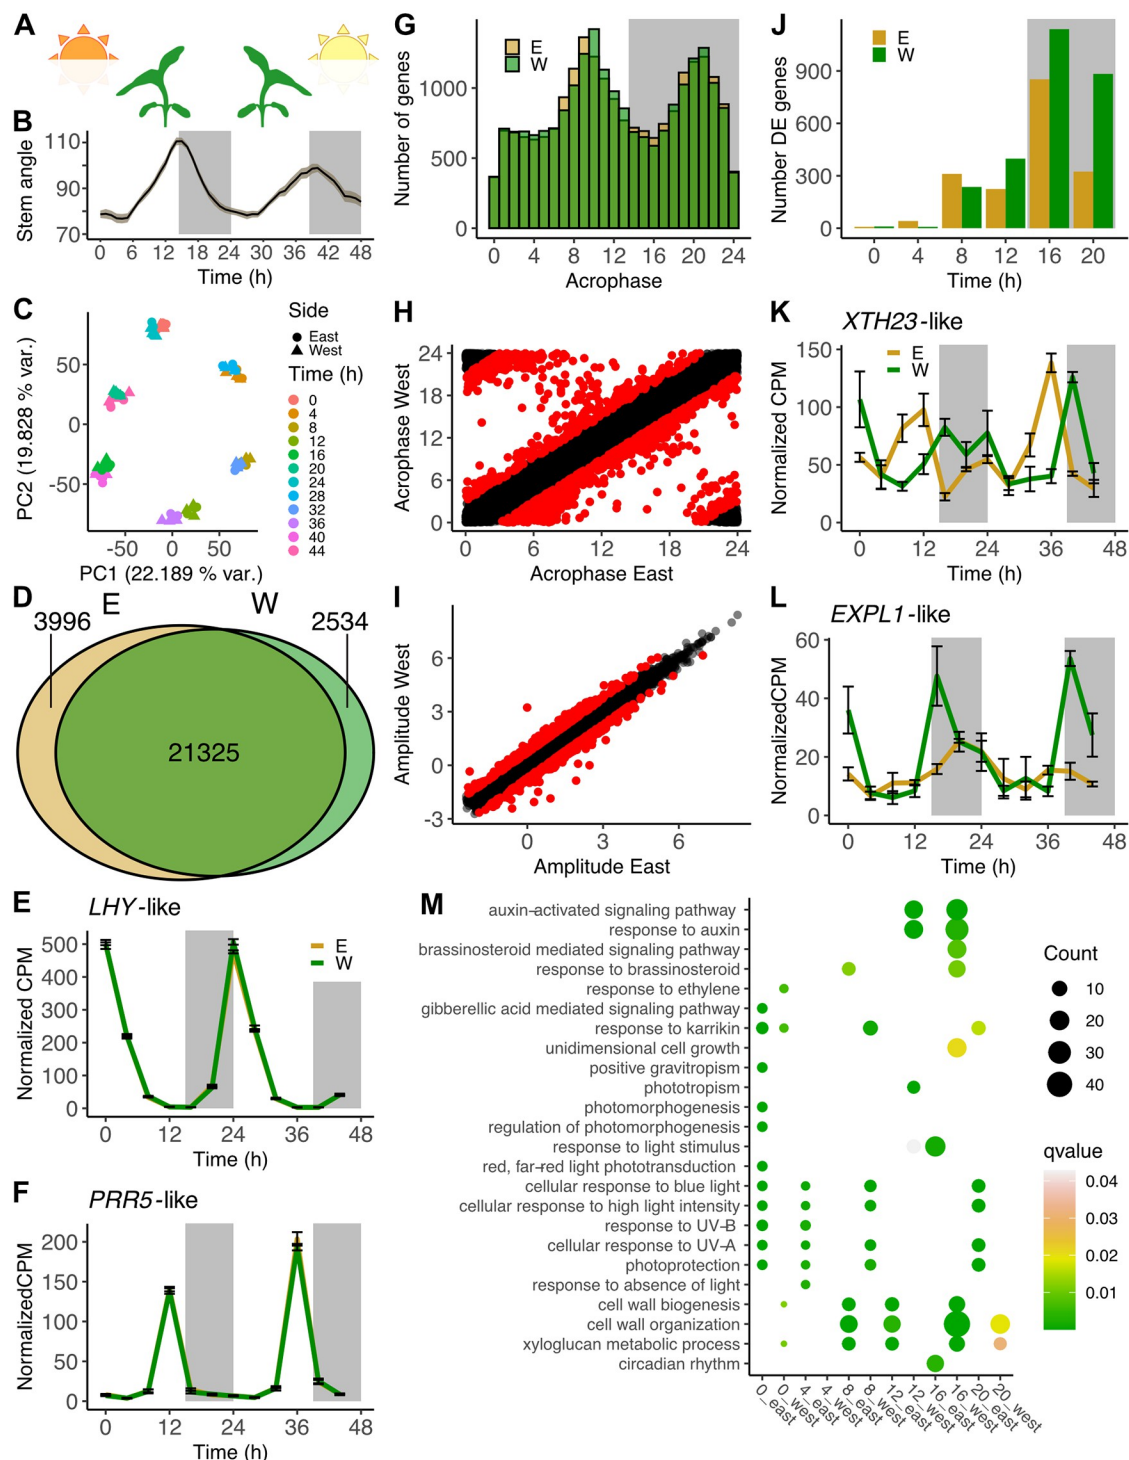 A
B
Stem angle
110
90
70
0 6 12 18 24 30 36 42 48
Time (h)
C
PC2 (19.828 % var.)
50
0
-50
-50 0 50
PC1 (22.189 % var.)
Side
East
West
Time (h)
0
4
8
12
16
20
24
28
32
36
40
44
D
E W
3996 2534
21325
E
LHY-like
Normalized CPM
500
400
300
200
100
0
E
W
0 12 24 36 48
Time (h)
F
PRR5-like
NormalizedCPM
200
150
100
50
0
0 12 24 36 48
Time (h)
G
Number of genes
1000
500
0
E
W
0 4 8 12 16 20 24
Acrophase
H
Acrophase West
24
18
12
6
0
0 6 12 18 24
Acrophase East
I
Amplitude West
6
3
0
-3
0 3 6
Amplitude East
J
Number DE genes
900
600
300
0
E
W
0 4 8 12 16 20
Time (h)
K
XTH23-like
Normalized CPM
150
100
50
0
E
W
0 12 24 36 48
Time (h)
L
EXPL1-like
NormalizedCPM
60
40
20
0
0 12 24 36 48
Time (h)
M
auxin-activated signaling pathway
response to auxin
brassinosteroid mediated signaling pathway
response to brassinosteroid
response to ethylene
gibberellic acid mediated signaling pathway
response to karrikin
unidimensional cell growth
positive gravitropism
phototropism
photomorphogenesis
regulation of photomorphogenesis
response to light stimulus
red, far-red light phototransduction
cellular response to blue light
cellular response to high light intensity
response to UV-B
cellular response to UV-A
photoprotection
response to absence of light
cell wall biogenesis
cell wall organization
xyloglucan metabolic process
circadian rhythm
0_east
0_west
4_east
4_west
8_east
8_west
12_east
12_west
16_east
16_west
20_east
20_west
Count
10
20
30
40
qvalue
0.04
0.03
0.02
0.01